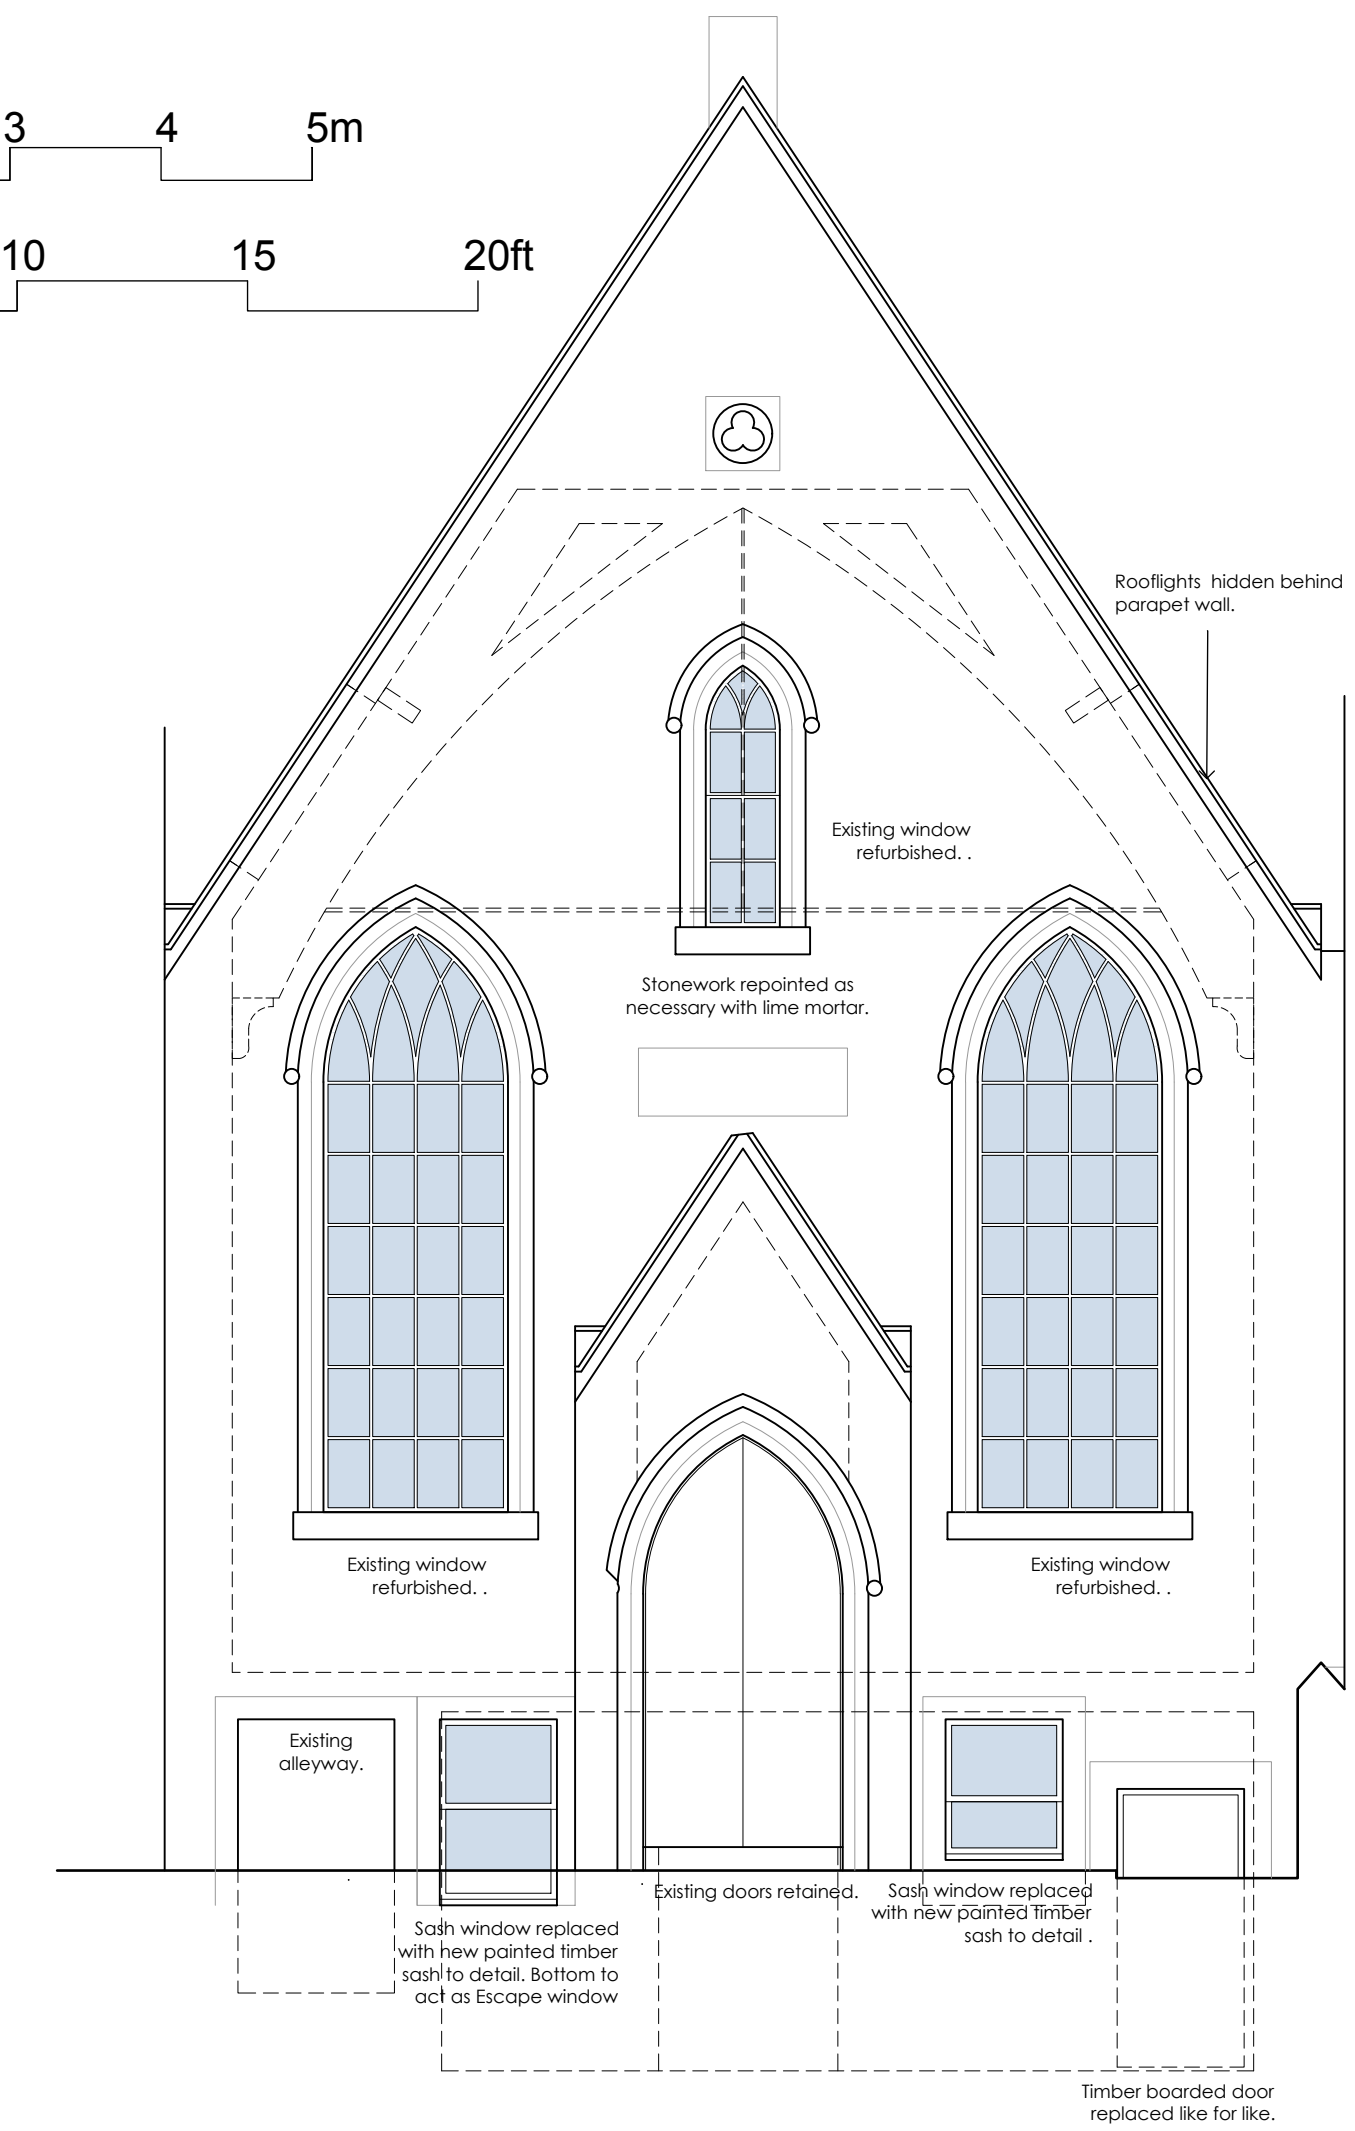 3 4 5m
10 15 20ft
Rooflights hidden behind
parapet wall.
Existing window
refurbished. .
Stonework repointed as
necessary with lime mortar.
Existing window
refurbished. .
Existing window
refurbished. .
Existing
alleyway.
Existing doors retained.
Sash window replaced
with new painted timber
sash to detail .
Sash window replaced
with new painted timber
sash to detail. Bottom to
act as Escape window
Timber boarded door
replaced like for like.